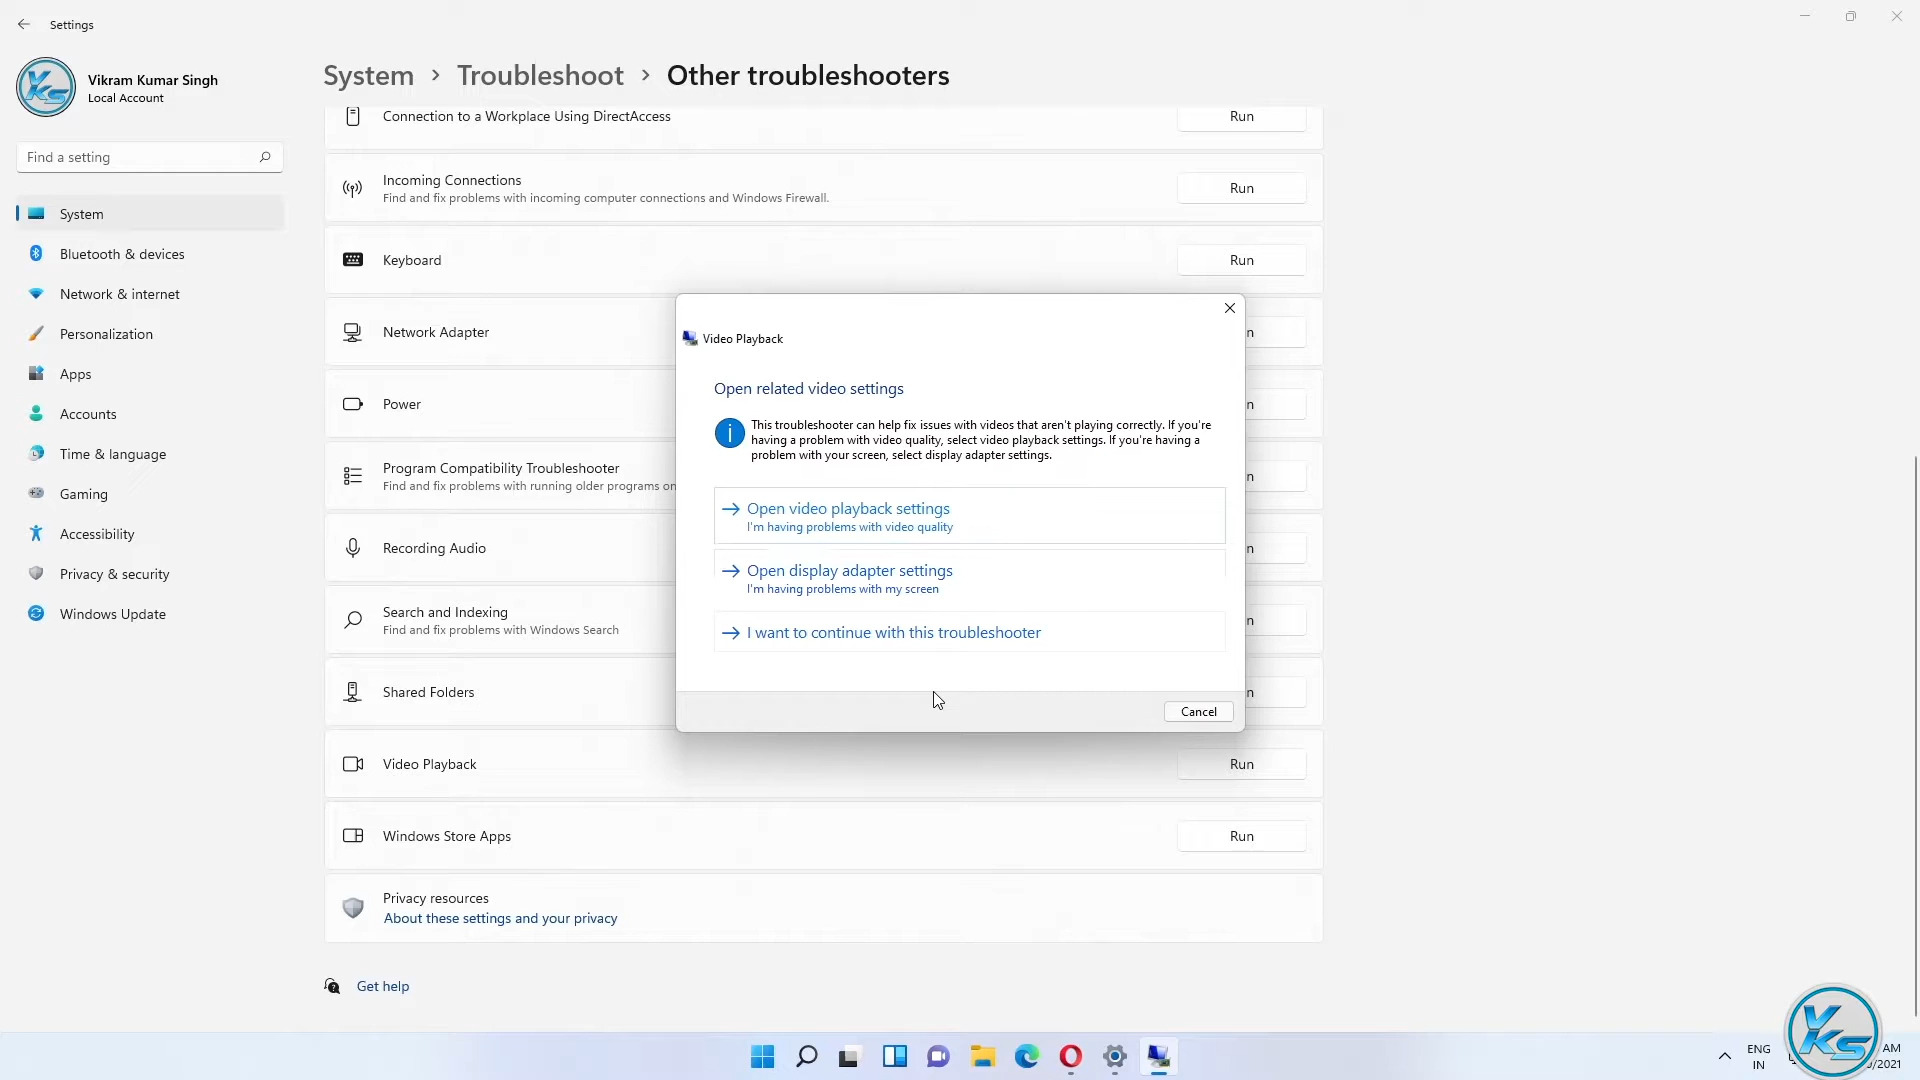 Settings
Vikram Kumar Singh
Local Account
Find a setting
System
Bluetooth & devices
Network & internet
Personalization
Apps
Accounts
Time & language
Gaming
Accessibility
Privacy & security
Windows Update
System > Troubleshoot > Other troubleshooters
Connection to a Workplace Using DirectAccess
Run
Incoming Connections
Find and fix problems with incoming computer connections and Windows Firewall.
Run
Keyboard
Run
Network Adapter
Power
Program Compatibility Troubleshooter
Find and fix problems with running older programs on
Recording Audio
Search and Indexing
Find and fix problems with Windows Search
Shared Folders
Video Playback
Run
Windows Store Apps
Run
Privacy resources
About these settings and your privacy
Get help
Video Playback
Open related video settings
This troubleshooter can help fix issues with videos that aren't playing correctly. If you're
having a problem with video quality, select video playback settings. If you're having a
problem with your screen, select display adapter settings.
Open video playback settings
I'm having problems with video quality
Open display adapter settings
I'm having problems with my screen
I want to continue with this troubleshooter
Cancel
ENG
IN
AM
/2021
YKS